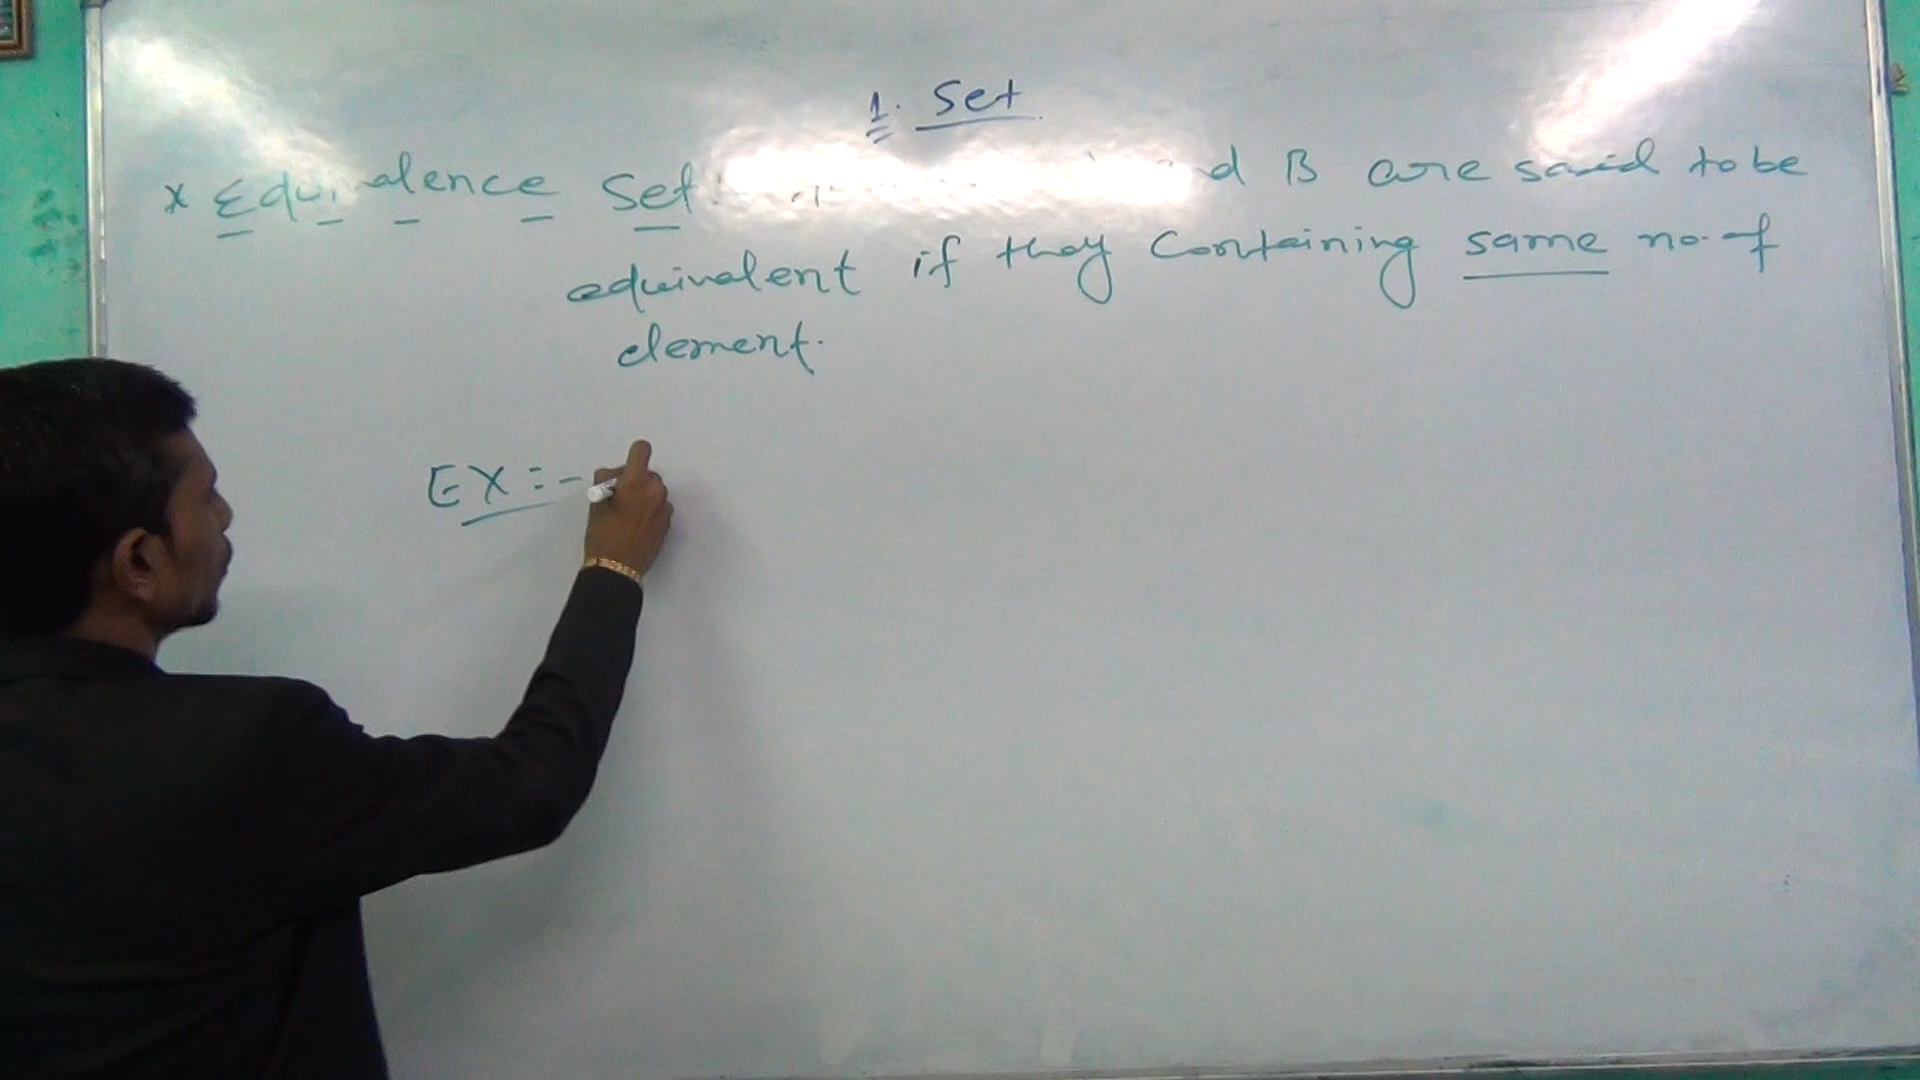 1. Set
* Equivalence Set: B are said to be
equivalent if they Containing same no. of
element.
EX:-